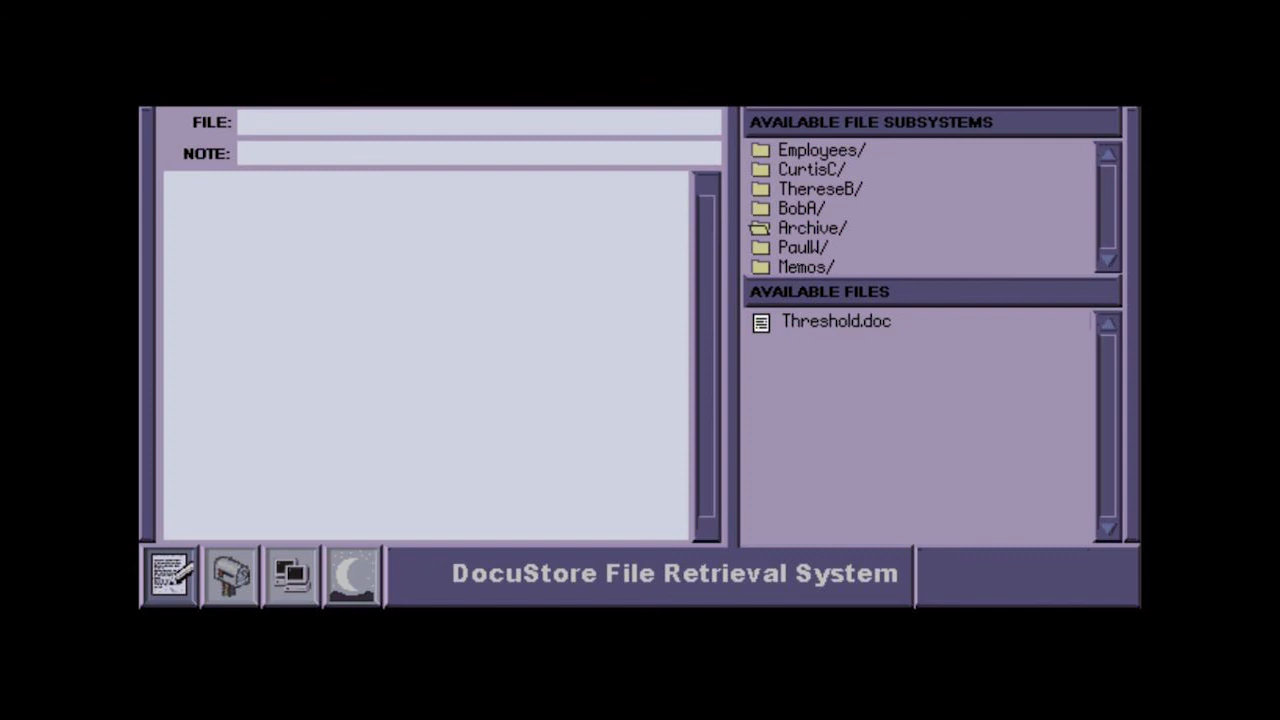 FILE:
NOTE:
AVAILABLE FILE SUBSYSTEMS
Employees/
CurtisC/
ThereseB/
BobA/
Archive/
PaulW/
Memos/
AVAILABLE FILES
Threshold.doc
DocuStore File Retrieval System